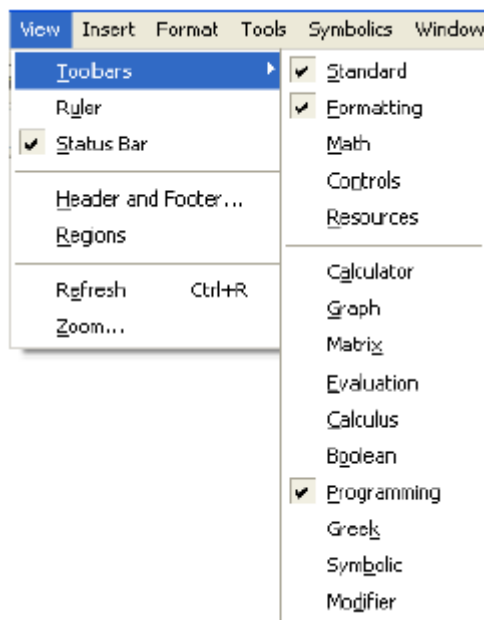 View Insert Format Tools Symbolics Window
Toolbars
Ruler
Status Bar
Header and Footer...
Regions
Refresh Ctrl+R
Zoom...
Standard
Formatting
Math
Controls
Resources
Calculator
Graph
Matrix
Evaluation
Calculus
Boolean
Programming
Greek
Symbolic
Modifier